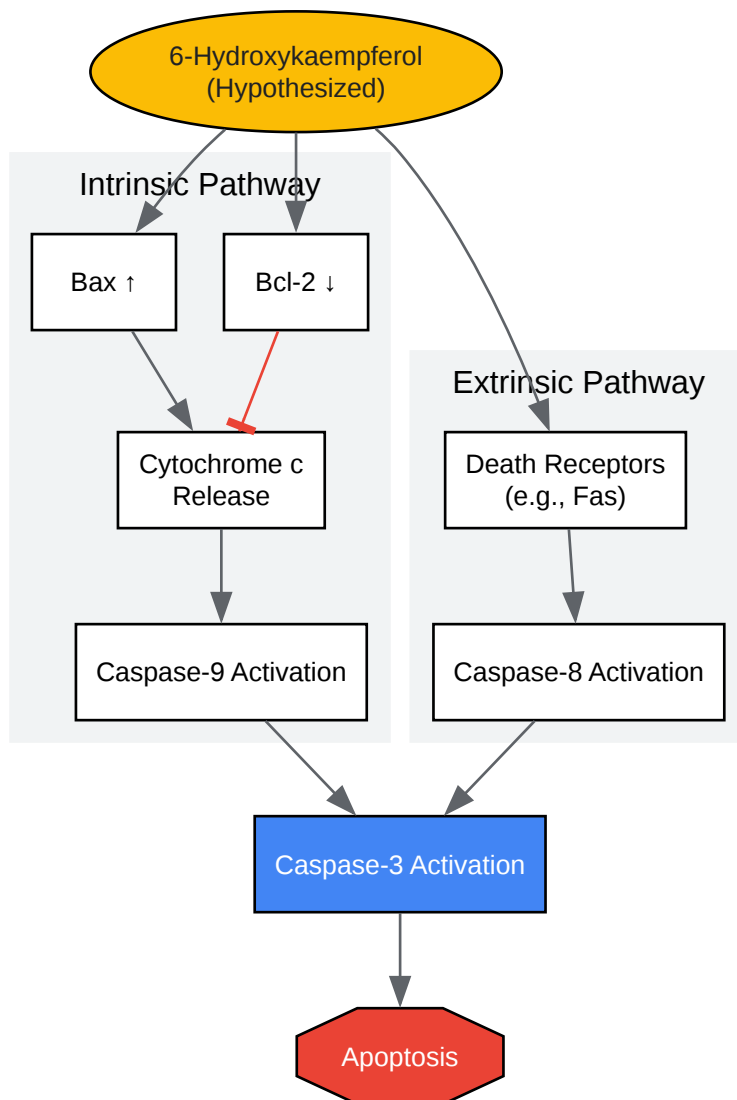 6-Hydroxykaempferol
(Hypothesized)
Intrinsic Pathway
Bax ↑
Bcl-2 ↓
Extrinsic Pathway
Cytochrome c
Release
Death Receptors
(e.g., Fas)
Caspase-9 Activation
Caspase-8 Activation
Caspase-3 Activation
Apoptosis